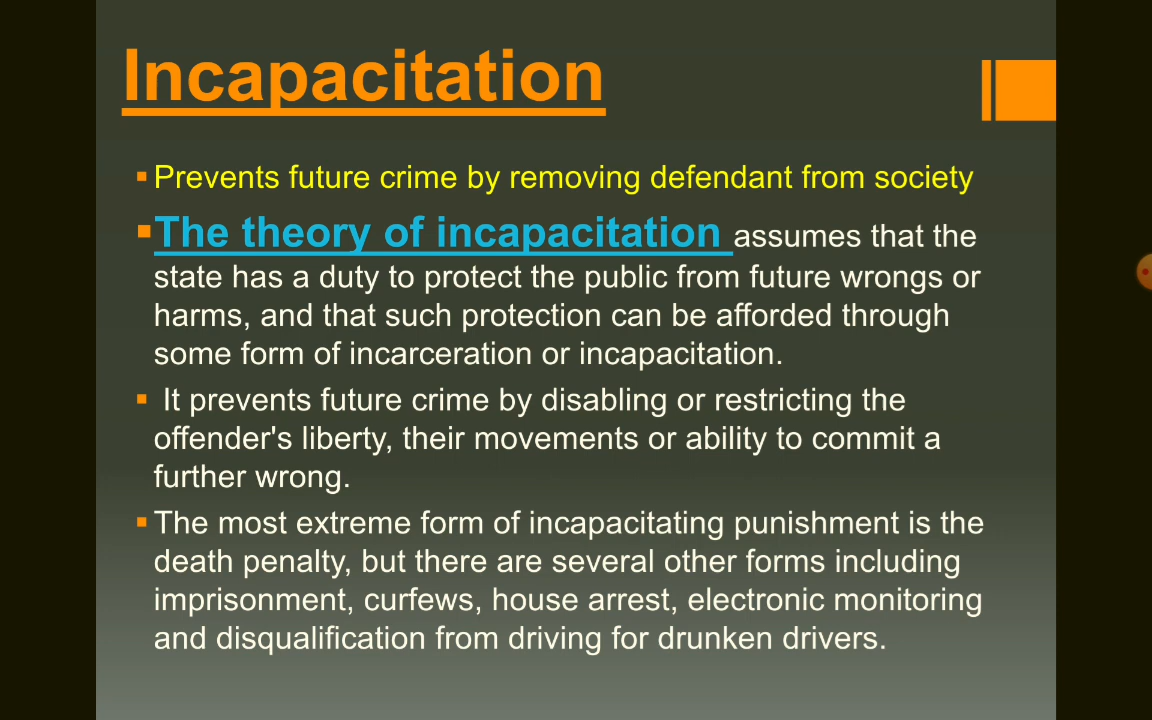 Incapacitation
Prevents future crime by removing defendant from society
The theory of incapacitation assumes that the
state has a duty to protect the public from future wrongs or
harms, and that such protection can be afforded through
some form of incarceration or incapacitation.
It prevents future crime by disabling or restricting the
offender's liberty, their movements or ability to commit a
further wrong.
The most extreme form of incapacitating punishment is the
death penalty, but there are several other forms including
imprisonment, curfews, house arrest, electronic monitoring
and disqualification from driving for drunken drivers.